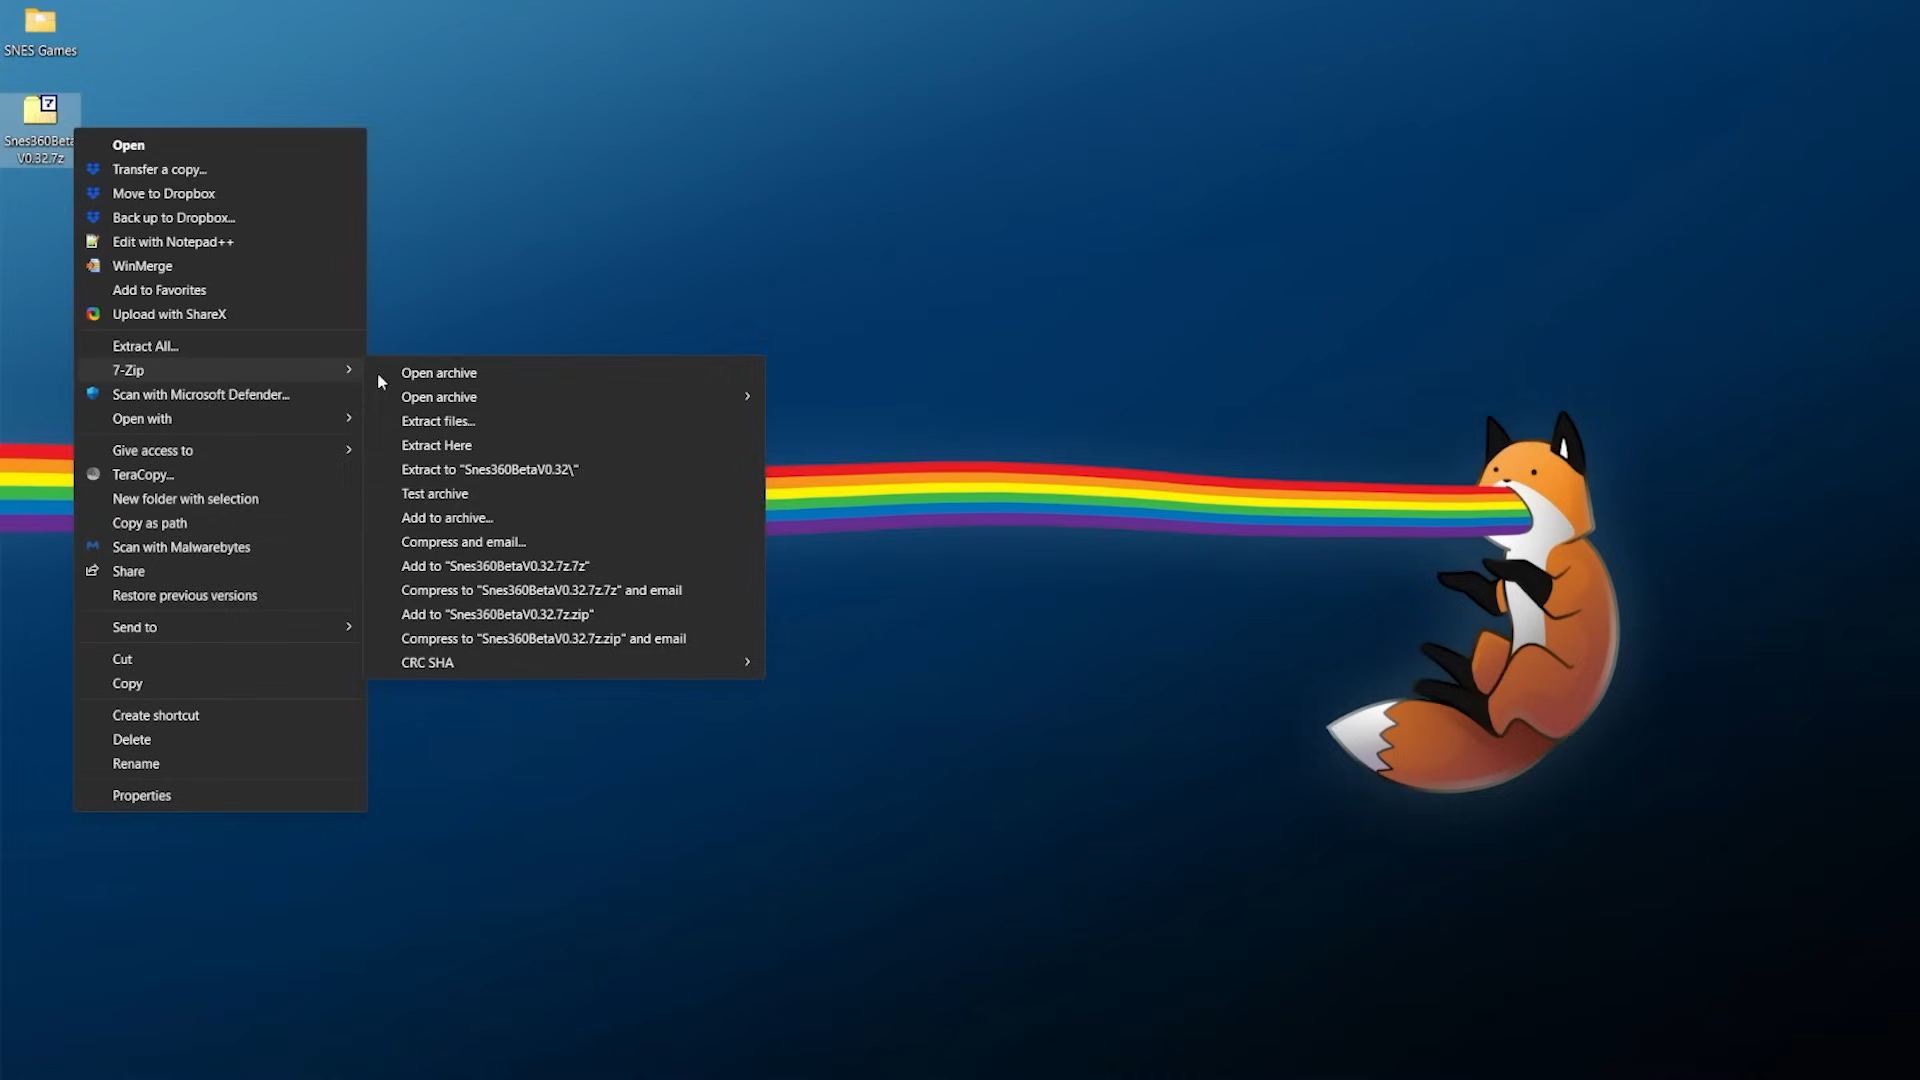 SNES Games
Snes360Beta
V0.32.7z
Open
Transfer a copy...
Move to Dropbox
Back up to Dropbox...
Edit with Notepad++
WinMerge
Add to Favorites
Upload with ShareX
Extract All...
7-Zip
Scan with Microsoft Defender...
Open with
Give access to
TeraCopy...
New folder with selection
Copy as path
Scan with Malwarebytes
Share
Restore previous versions
Send to
Cut
Copy
Create shortcut
Delete
Rename
Properties
Open archive
Open archive
Extract files...
Extract Here
Extract to "Snes360BetaV0.32\"
Test archive
Add to archive...
Compress and email...
Add to "Snes360BetaV0.32.7z.7z"
Compress to "Snes360BetaV0.32.7z.7z" and email
Add to "Snes360BetaV0.32.7z.zip"
Compress to "Snes360BetaV0.32.7z.zip" and email
CRC SHA